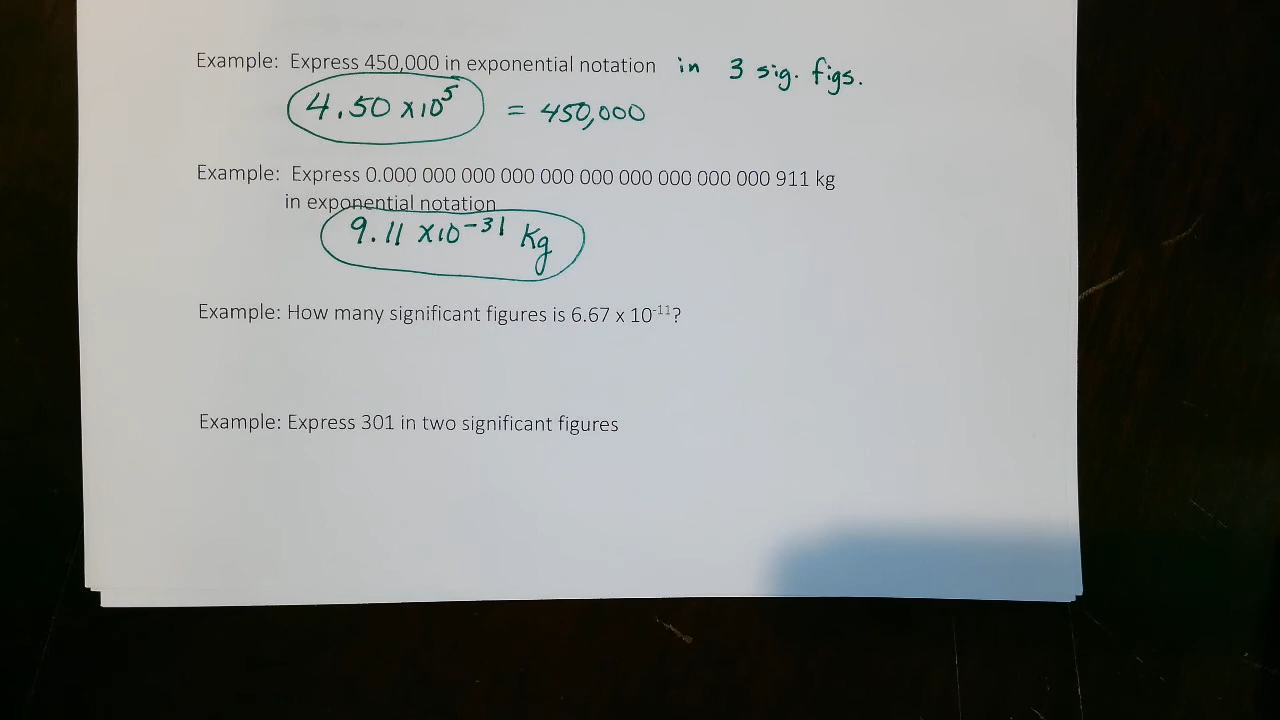 Example: Express 450,000 in exponential notation in 3 sig. figs.
4.50 x10⁵ = 450,000
Example: Express 0.000 000 000 000 000 000 000 000 000 000 911 kg
in exponential notation
9.11 x10⁻³¹ Kg
Example: How many significant figures is 6.67 x 10⁻¹¹?
Example: Express 301 in two significant figures